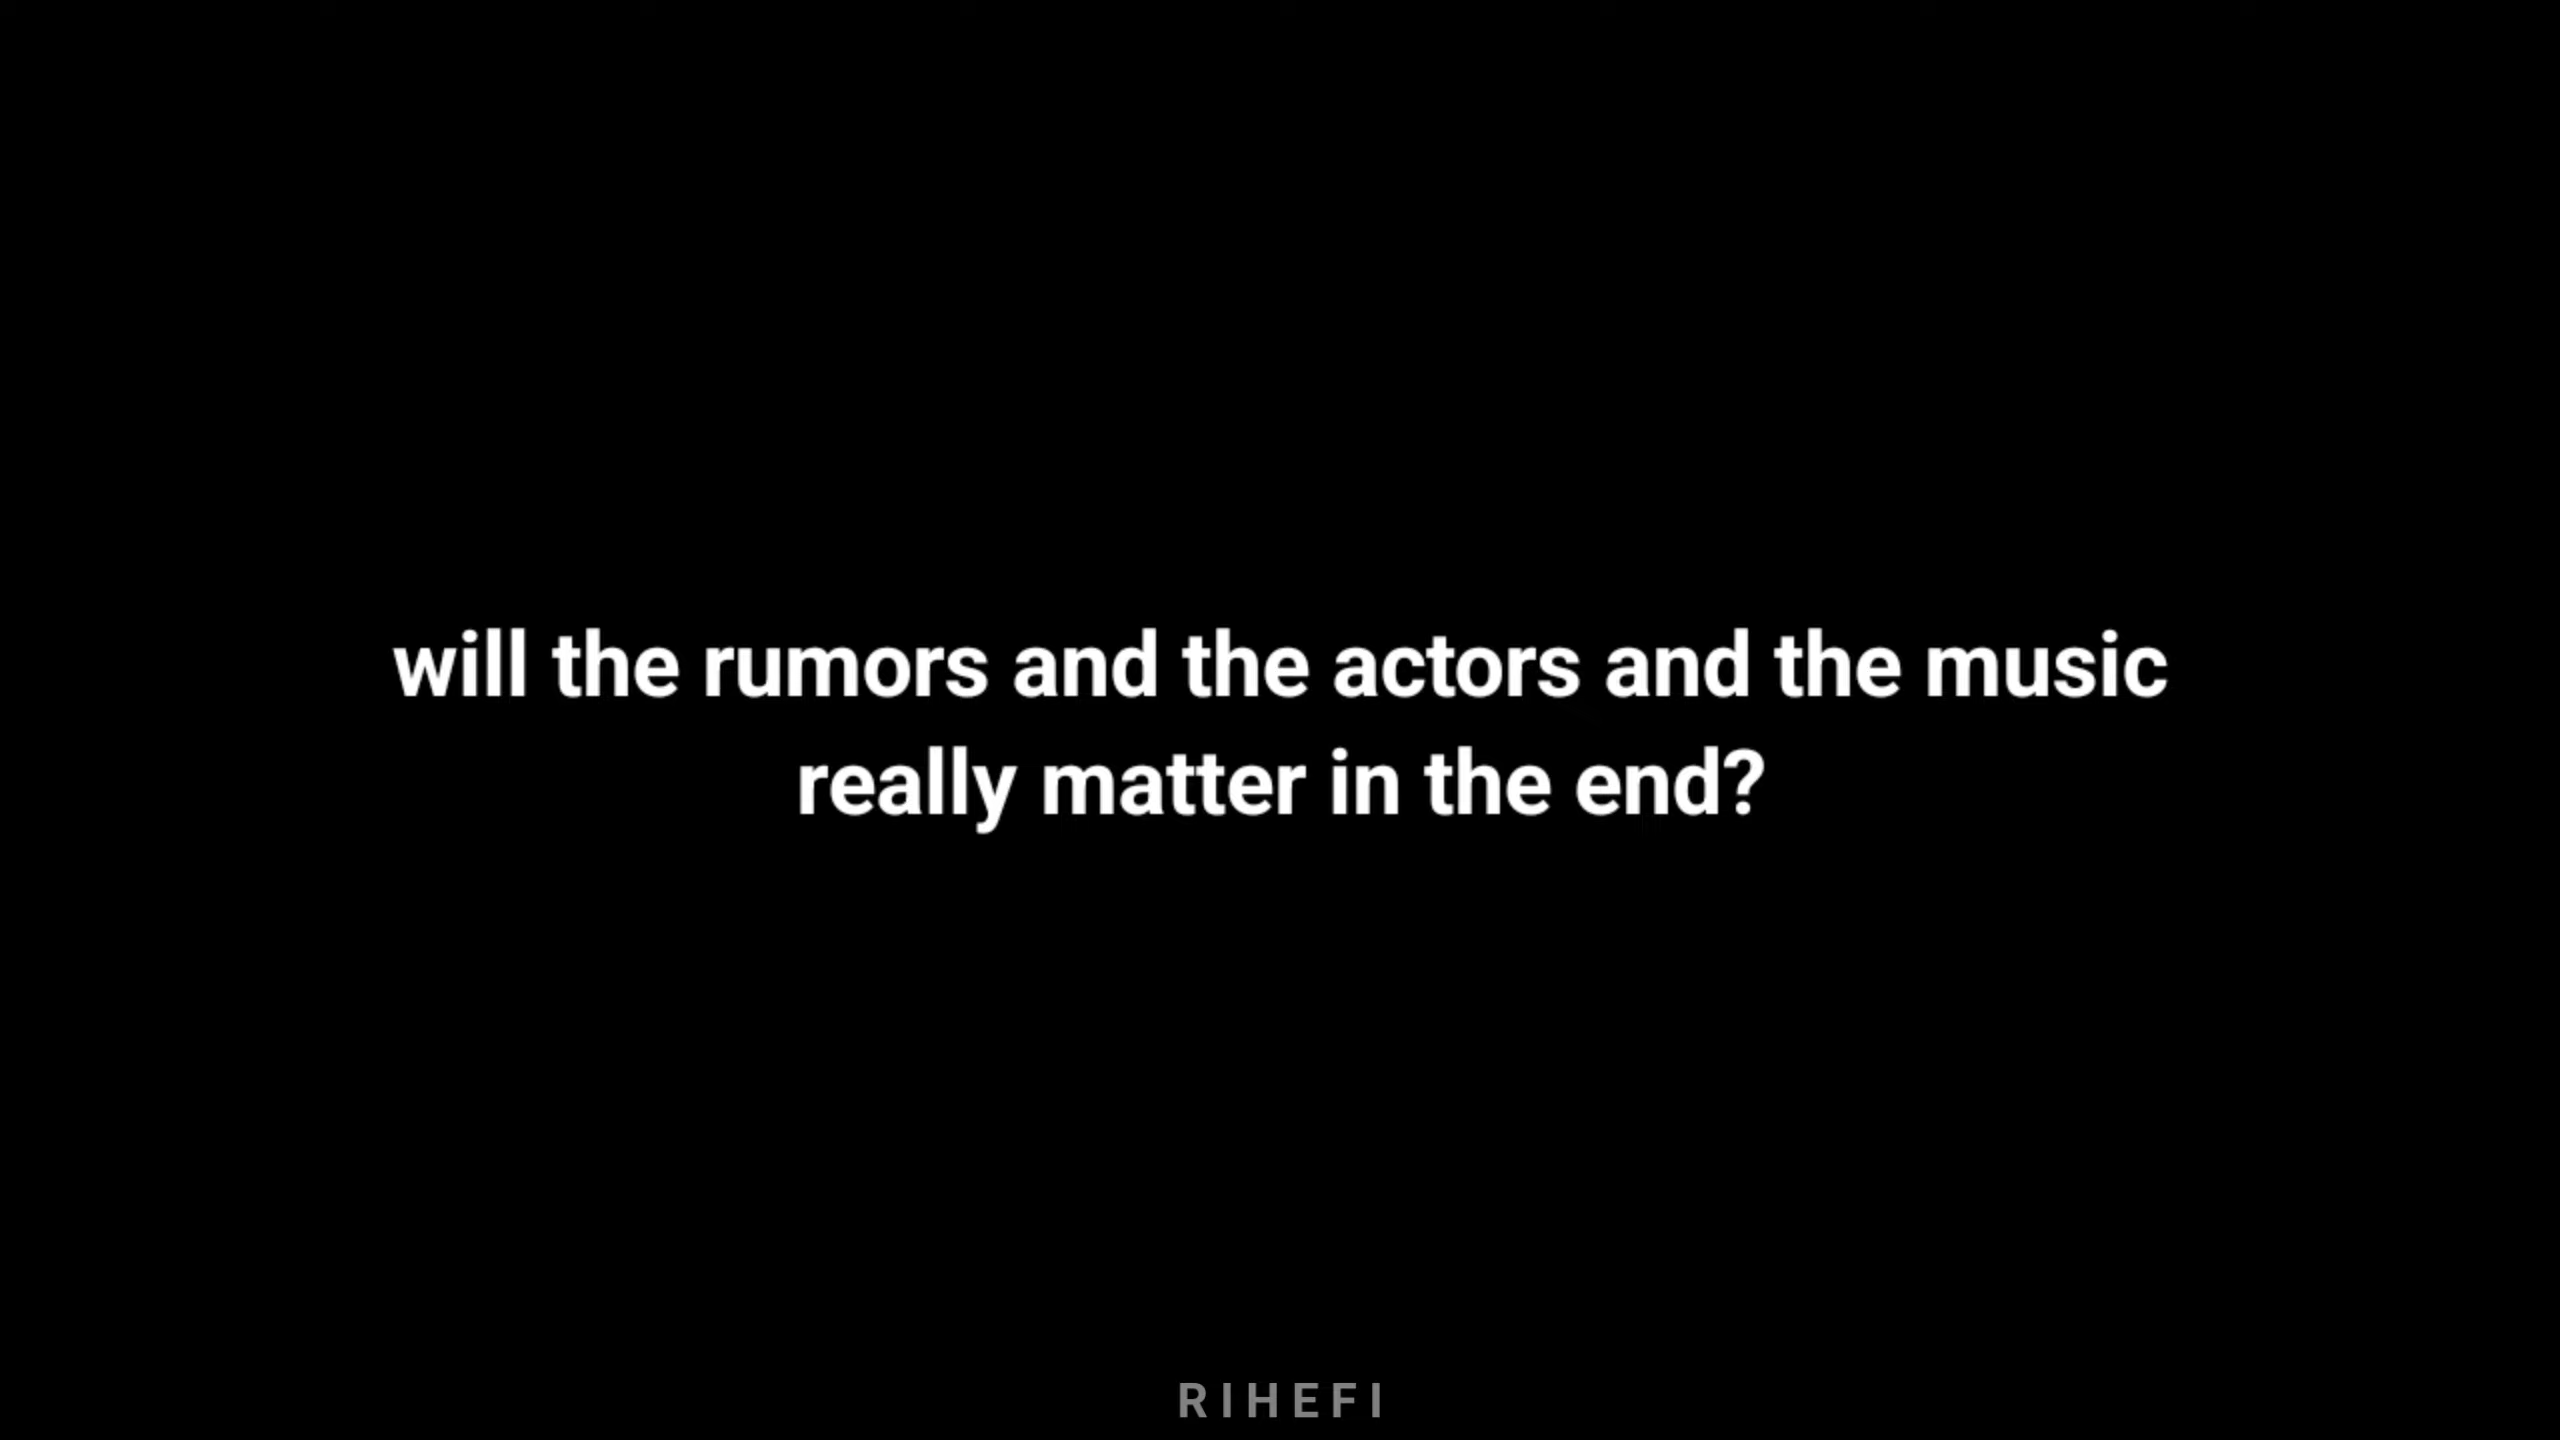 will the rumors and the actors and the music
really matter in the end?
RIHEFI